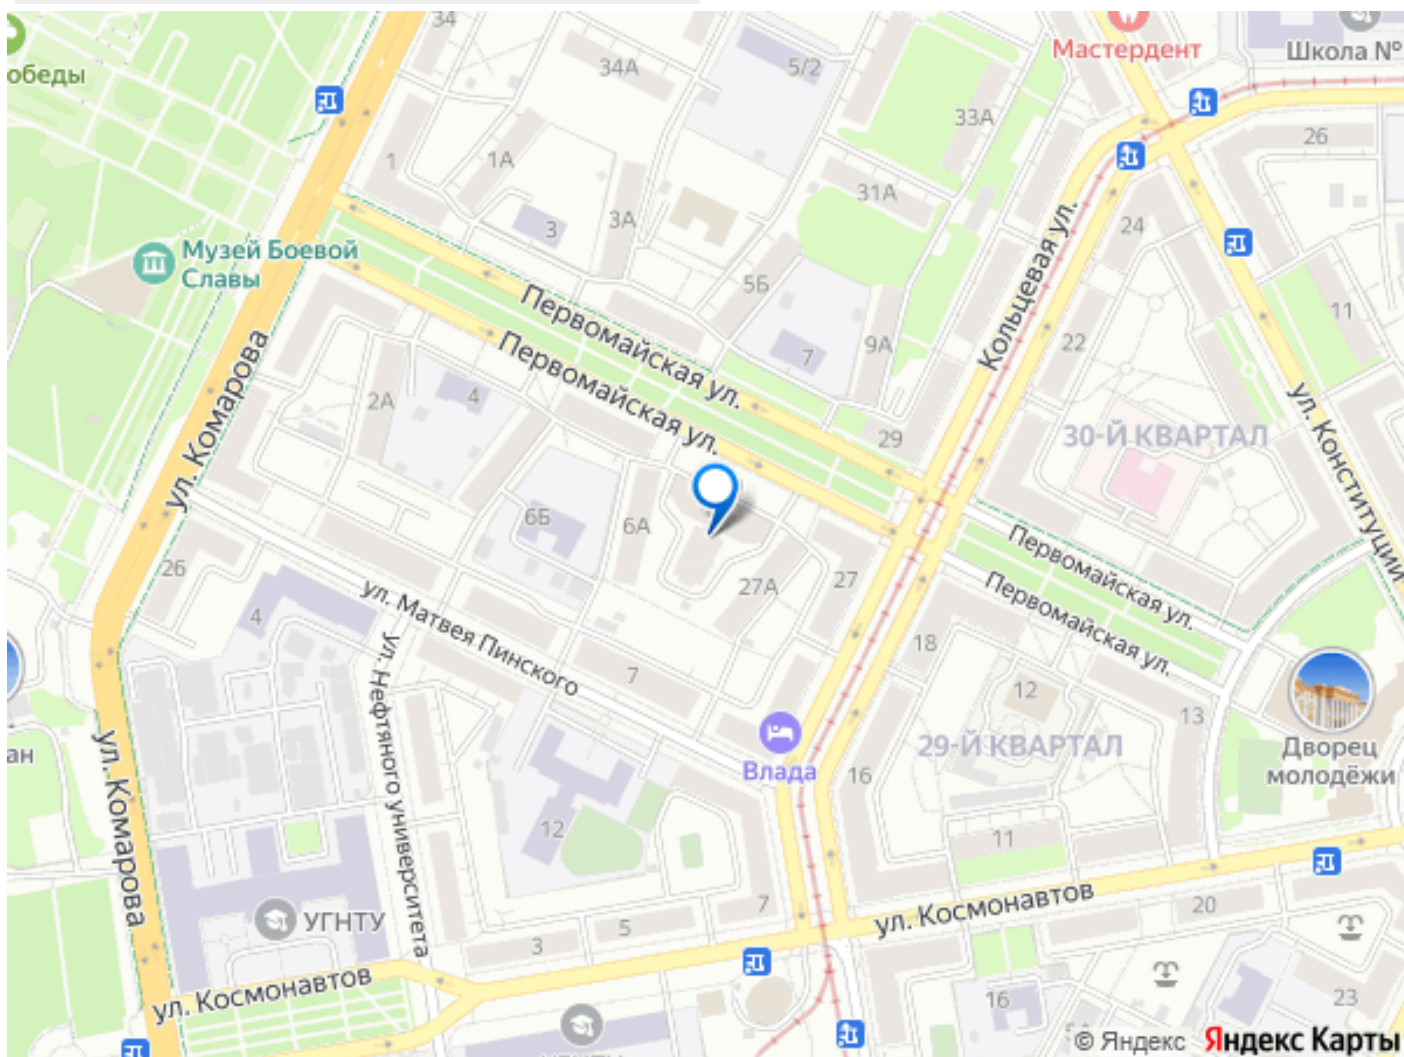 34
34А
5/2
Мастердент
Школа №
обеды
33А
26
1
1А
31А
3
3А
24
Музей Боевой
Славы
5Б
Кольцевая ул.
11
Первомайская ул.
Первомайская ул.
7
9А
22
ул. Комарова
2А
4
29
30-Й КВАРТАЛ
ул. Конституции
6Б
6А
27А
27
Первомайская ул.
Первомайская ул.
26
4
ул. Матвея Пинского
7
18
12
13
ул. Нефтяного университета
29-Й КВАРТАЛ
Дворец
молодёжи
ан
ул. Комарова
Влада
16
12
11
УГНТУ
7
5
3
ул. Космонавтов
20
ул. Космонавтов
16
23
© Яндекс Яндекс Карты